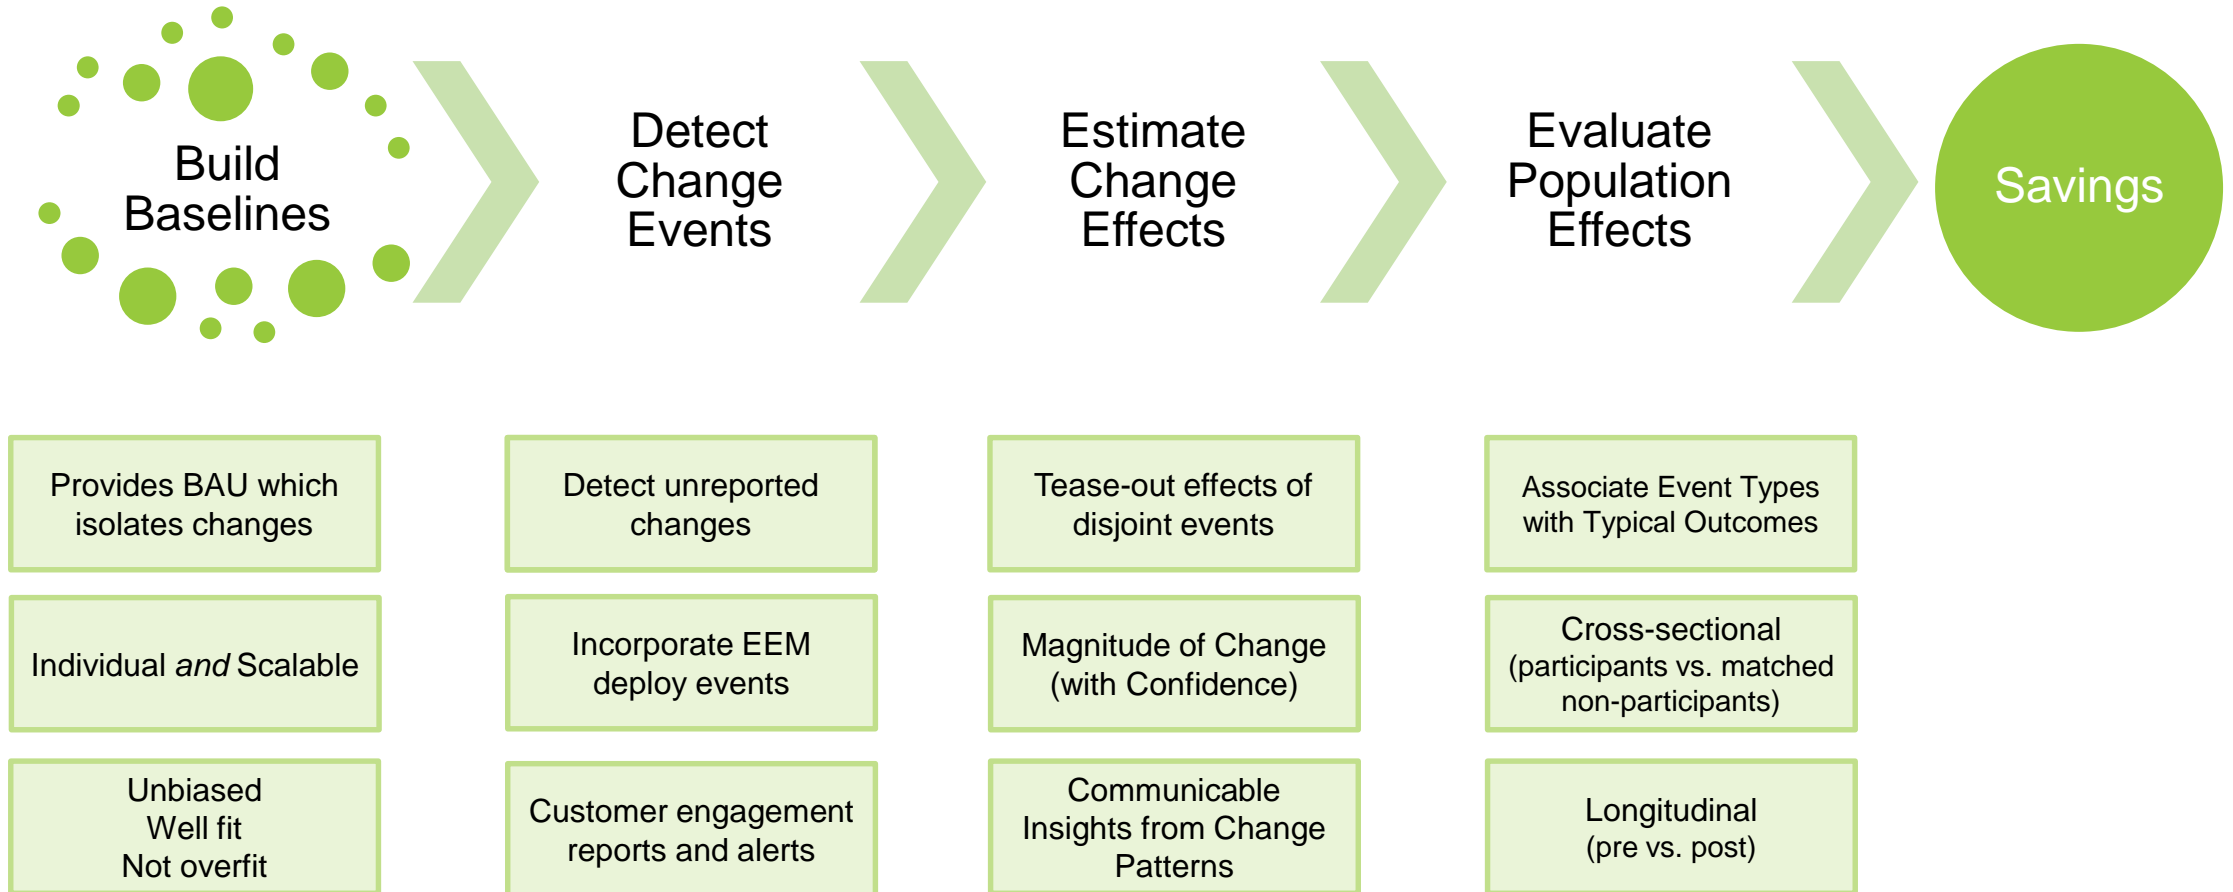 Build
Baselines
Detect
Change
Events
Estimate
Change
Effects
Evaluate
Population
Effects
Savings
Provides BAU which
isolates changes
Detect unreported
changes
Tease-out effects of
disjoint events
Associate Event Types
with Typical Outcomes
Individual and Scalable
Incorporate EEM
deploy events
Magnitude of Change
(with Confidence)
Cross-sectional
(participants vs. matched
non-participants)
Unbiased
Well fit
Not overfit
Customer engagement
reports and alerts
Communicable
Insights from Change
Patterns
Longitudinal
(pre vs. post)